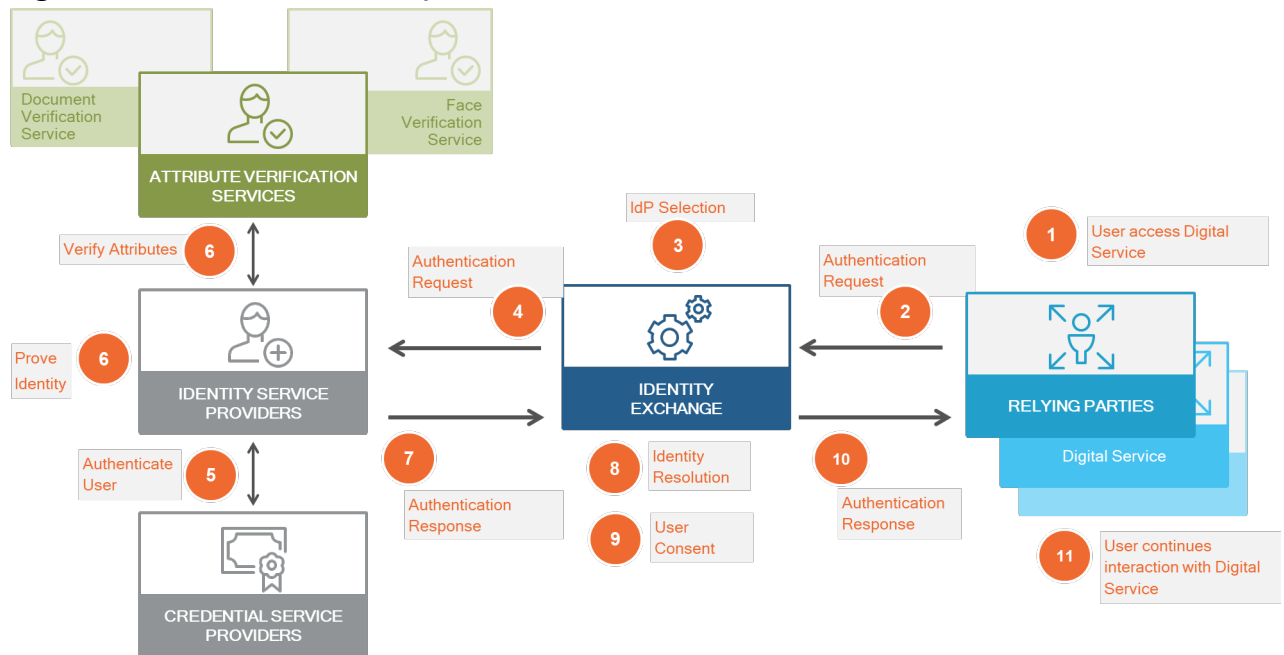 Document
Verification
Service
Face
Verification
Service
ATTRIBUTE VERIFICATION
SERVICES
IdP Selection
3
1
User access Digital
Service
Verify Attributes
6
Authentication
Request
4
Authentication
Request
2
Prove
Identity
6
IDENTITY SERVICE
PROVIDERS
IDENTITY
EXCHANGE
RELYING PARTIES
Digital Service
Authenticate
User
5
7
Authentication
Response
8
Identity
Resolution
9
User
Consent
10
Authentication
Response
11
User continues
interaction with Digital
Service
CREDENTIAL SERVICE
PROVIDERS